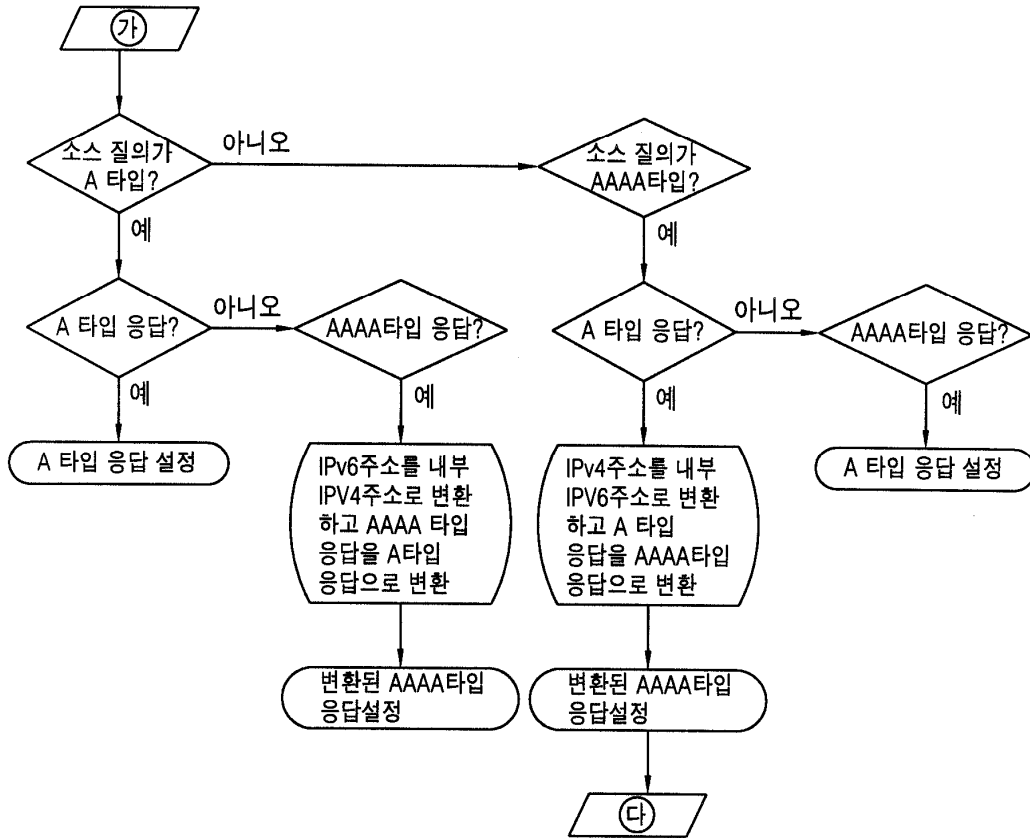 가
소스 질의가
A 타입?
아니오
소스 질의가
AAAA타입?
예
예
A 타입 응답?
아니오
AAAA타입 응답?
A 타입 응답?
아니오
AAAA타입 응답?
예
예
예
예
A 타입 응답 설정
IPv6주소를 내부
IPV4주소로 변환
하고 AAAA 타입
응답을 A타입
응답으로 변환
IPv4주소를 내부
IPV6주소로 변환
하고 A 타입
응답을 AAAA타입
응답으로 변환
A 타입 응답 설정
변환된 AAAA타입
응답설정
변환된 AAAA타입
응답설정
다